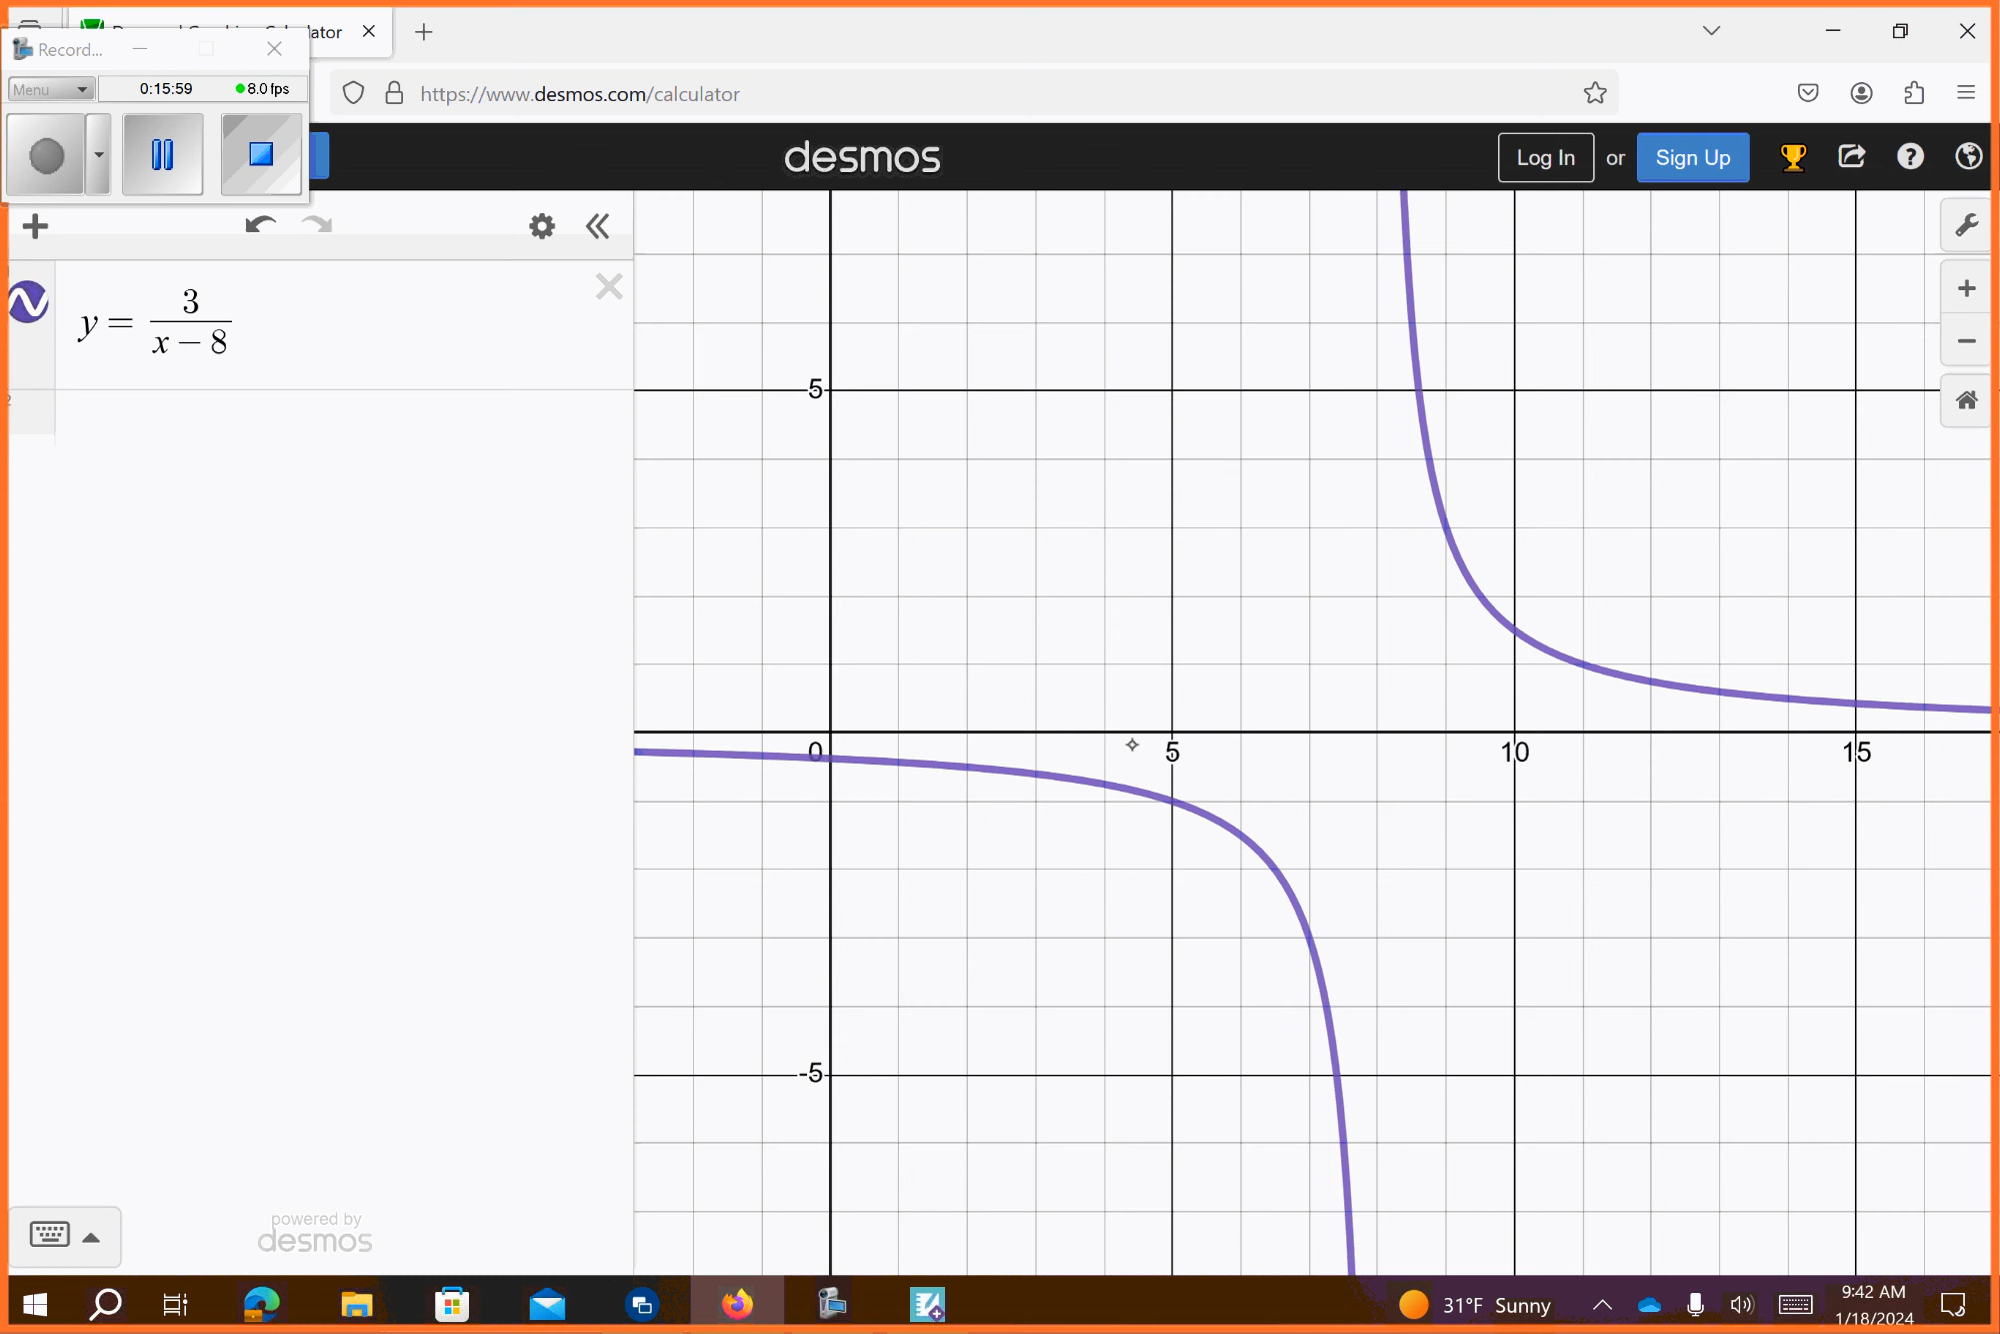 lator
Record...
Menu 0:15:59 8.0 fps
https://www.desmos.com/calculator
desmos
Log In or Sign Up
y = 3 / (x − 8)
2
5
0 5 10 15
-5
powered by
desmos
31°F Sunny
9:42 AM
1/18/2024